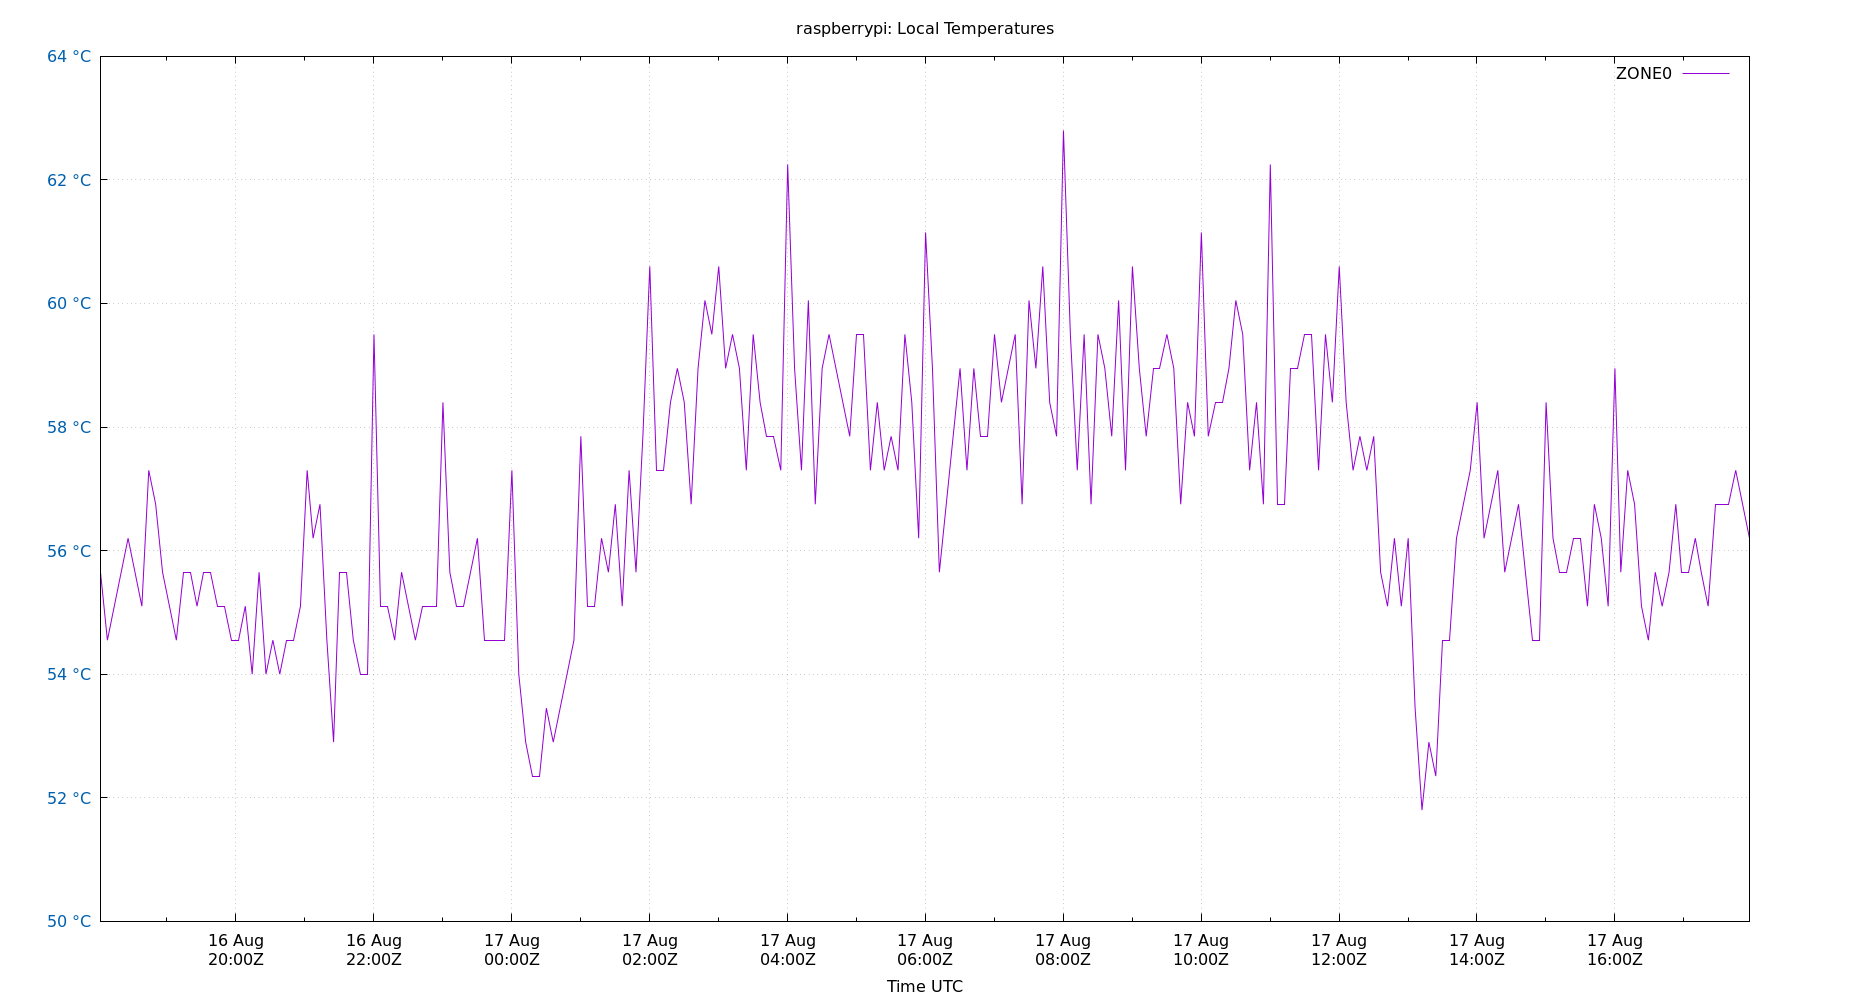 raspberrypi: Local Temperatures
64 °C
ZONE0
62 °C
60 °C
58 °C
56 °C
54 °C
52 °C
50 °C
16 Aug 16 Aug 17 Aug 17 Aug 17 Aug 17 Aug 17 Aug 17 Aug 17 Aug 17 Aug 17 Aug
20:00Z 22:00Z 00:00Z 02:00Z 04:00Z 06:00Z 08:00Z 10:00Z 12:00Z 14:00Z 16:00Z
Time UTC